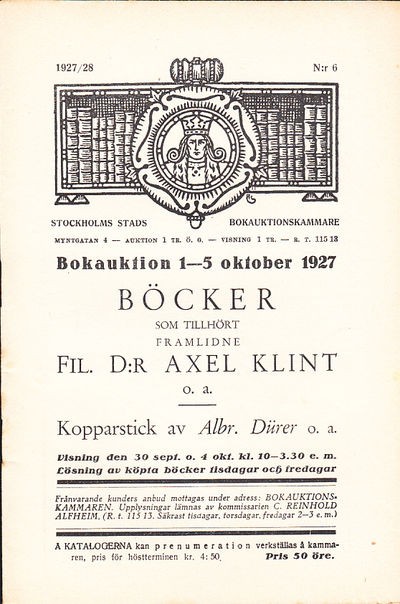 1927/28 N:r 6
STOCKHOLMS STADS BOKAUKTIONSKAMMARE
MYNTGATAN 4 — AUKTION 1 TR. Ö. G. — VISNING 1 TR. — R. T. 115 13
Bokauktion 1—5 oktober 1927
BÖCKER
SOM TILLHÖRT
FRAMLIDNE
FIL. D:R AXEL KLINT
O. A.
Kopparstick av Albr. Dürer o. a.
Visning den 30 sept. o. 4 okt. kl. 10—3.30 e. m.
Lösning av köpta böcker tisdagar och fredagar
Frånvarande kunders anbud mottagas under adress: BOKAUKTIONS-
KAMMAREN. Upplysningar lämnas av kommissarien C. REINHOLD
ALFHEIM, (R. t. 115 13. Säkrast tisdagar, torsdagar, fredagar 2—3 e. m.)
Å KATALOGERNA kan prenumeration verkställas å kamma-
ren, pris för höstterminen kr. 4: 50. Pris 50 öre.